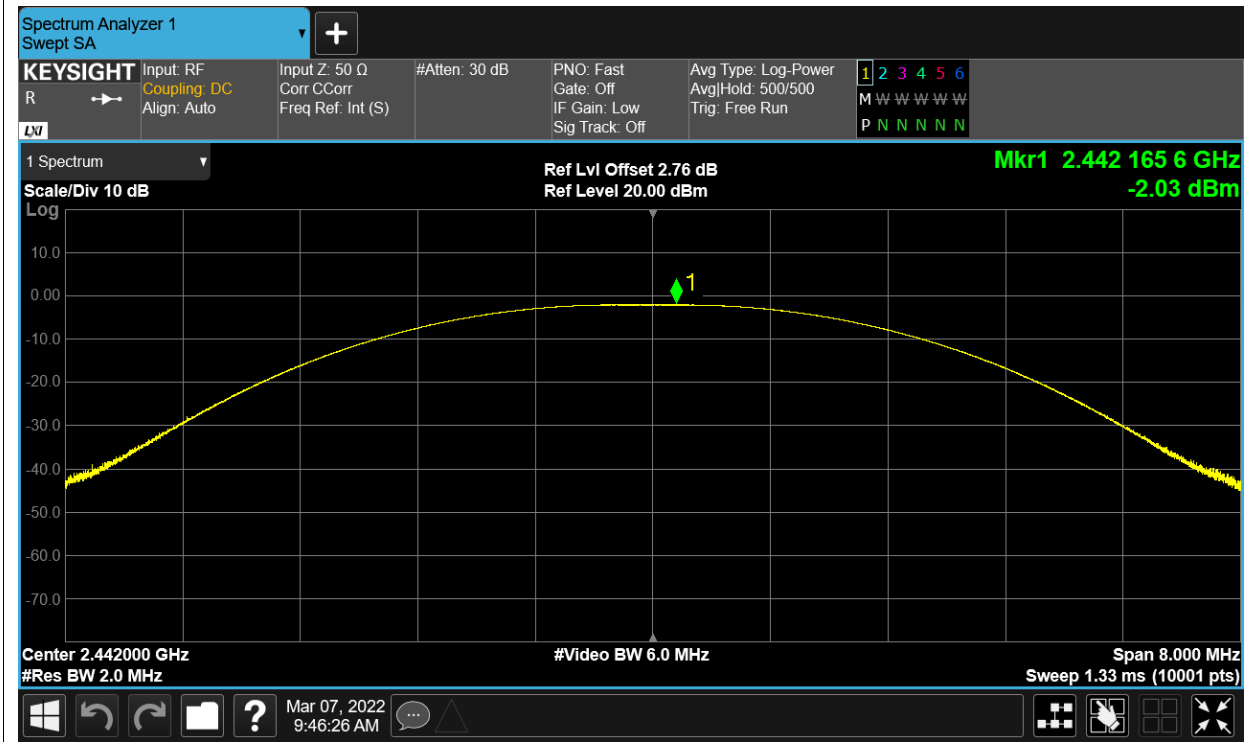 Spectrum Analyzer 1
Swept SA
KEYSIGHT
R
LXI
Input: RF
Coupling: DC
Align: Auto
Input Z: 50 Ω
Corr CCorr
Freq Ref: Int (S)
#Atten: 30 dB
PNO: Fast
Gate: Off
IF Gain: Low
Sig Track: Off
Avg Type: Log-Power
Avg|Hold: 500/500
Trig: Free Run
1 2 3 4 5 6
M W W W W W
P N N N N N
1 Spectrum
Scale/Div 10 dB
Log
Ref Lvl Offset 2.76 dB
Ref Level 20.00 dBm
Mkr1 2.442 165 6 GHz
-2.03 dBm
10.0
0.00
-10.0
-20.0
-30.0
-40.0
-50.0
-60.0
-70.0
1
Center 2.442000 GHz
#Res BW 2.0 MHz
#Video BW 6.0 MHz
Span 8.000 MHz
Sweep 1.33 ms (10001 pts)
?
Mar 07, 2022
9:46:26 AM